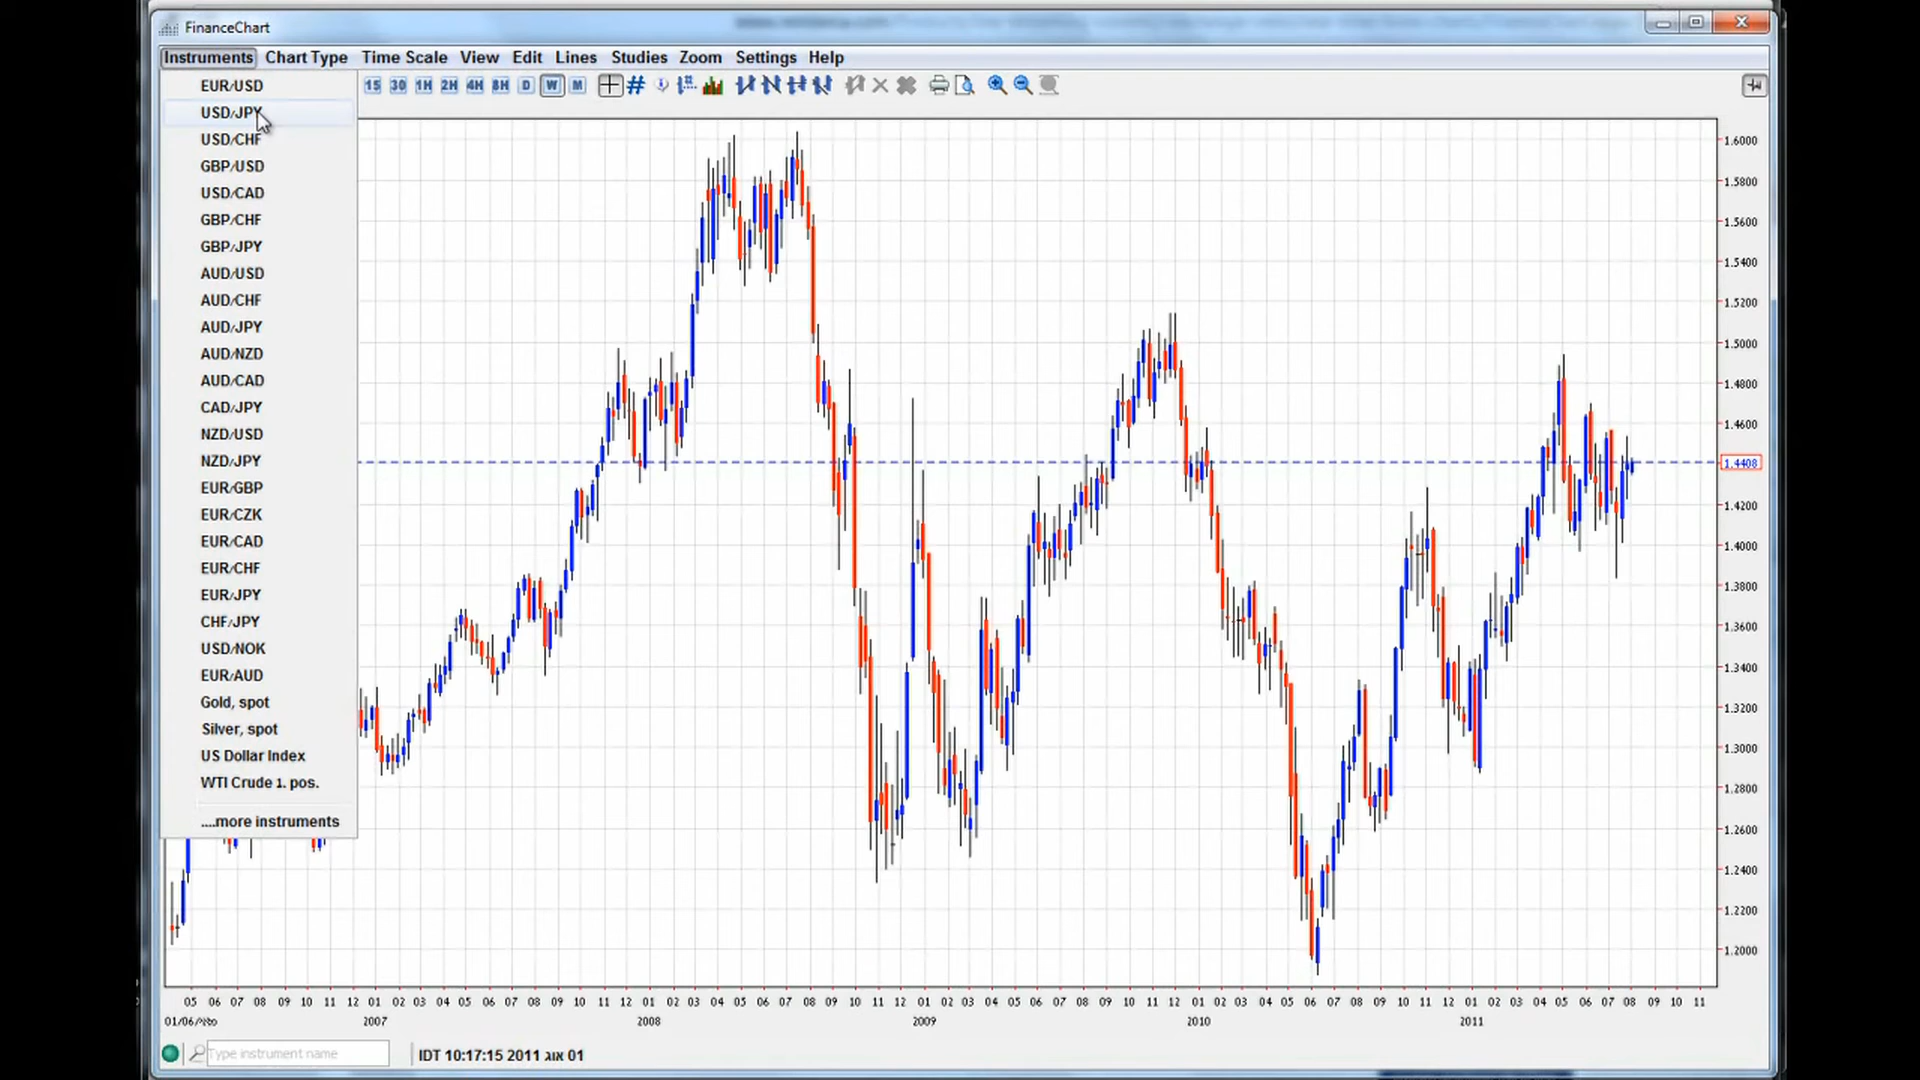 FinanceChart
Instruments Chart Type Time Scale View Edit Lines Studies Zoom Settings Help
15 30 1H 2H 4H 8H D W M
EUR/USD
USD/JPY
USD/CHF
GBP/USD
USD/CAD
GBP/CHF
GBP/JPY
AUD/USD
AUD/CHF
AUD/JPY
AUD/NZD
AUD/CAD
CAD/JPY
NZD/USD
NZD/JPY
EUR/GBP
EUR/CZK
EUR/CAD
EUR/CHF
EUR/JPY
CHF/JPY
USD/NOK
EUR/AUD
Gold, spot
Silver, spot
US Dollar Index
WTI Crude 1. pos.
....more instruments
1.6000
1.5800
1.5600
1.5400
1.5200
1.5000
1.4800
1.4600
1.4408
1.4200
1.4000
1.3800
1.3600
1.3400
1.3200
1.3000
1.2800
1.2600
1.2400
1.2200
1.2000
05 06 07 08 09 10 11 12 01 02 03 04 05 06 07 08 09 10 11 12 01 02 03 04 05 06 07 08 09 10 11 12 01 02 03 04 05 06 07 08 09 10 11 12 01 02 03 04 05 06 07 08 09 10 11 12 01 02 03 04 05 06 07 08 09 10 11
2007 2008 2009 2010 2011
Type instrument name
IDT 10:17:15 2011 אוג 01